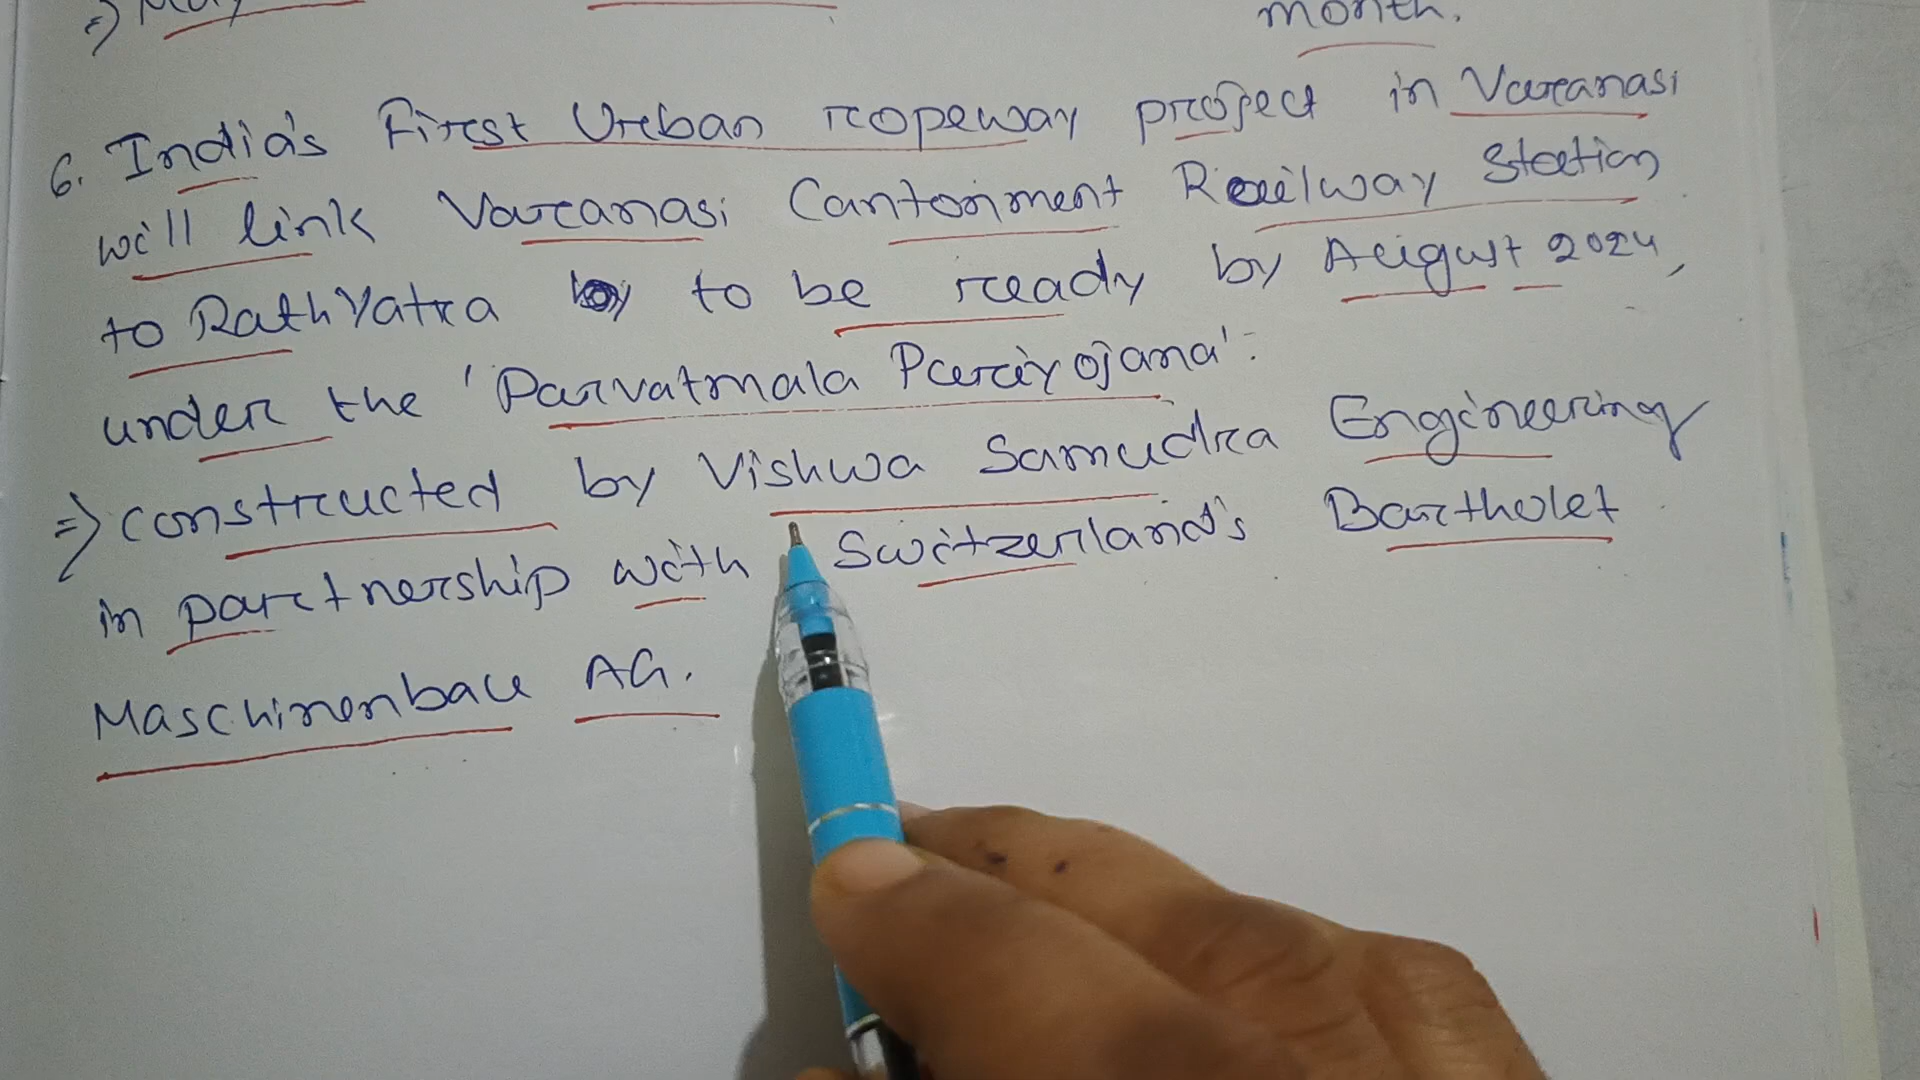 ⇒ May
month.
6. India's First Urban ropeway project in Varanasi
will link Varanasi Cantonment Railway Station
to RathYatra to be ready by August 2024,
under the 'Parvatmala Pariyojana':
⇒ constructed by Vishwa Samudra Engineering
in partnership with Switzerland's Bartholet
Maschinenbau AG.